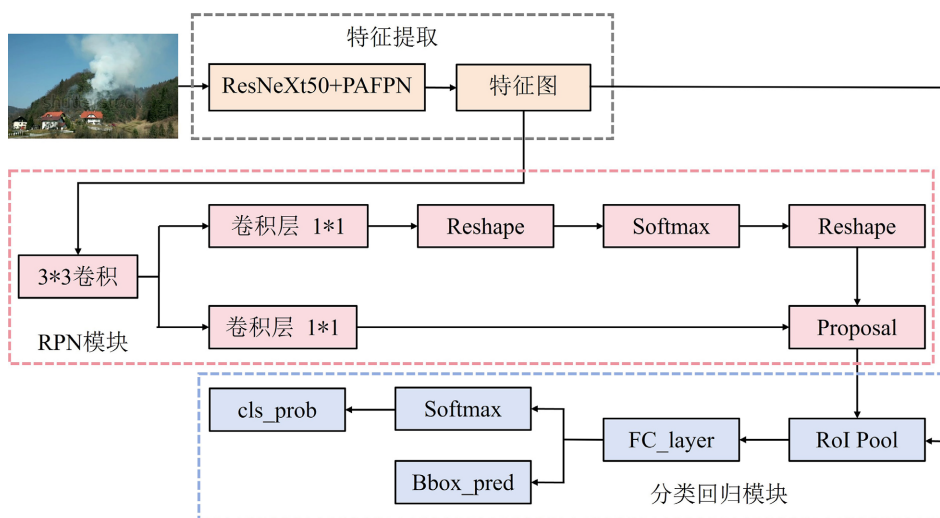 特征提取
ResNeXt50+PAFPN
特征图
卷积层 1*1
Reshape
Softmax
Reshape
3*3卷积
卷积层 1*1
Proposal
RPN模块
cls_prob
Softmax
FC_layer
RoI Pool
Bbox_pred
分类回归模块